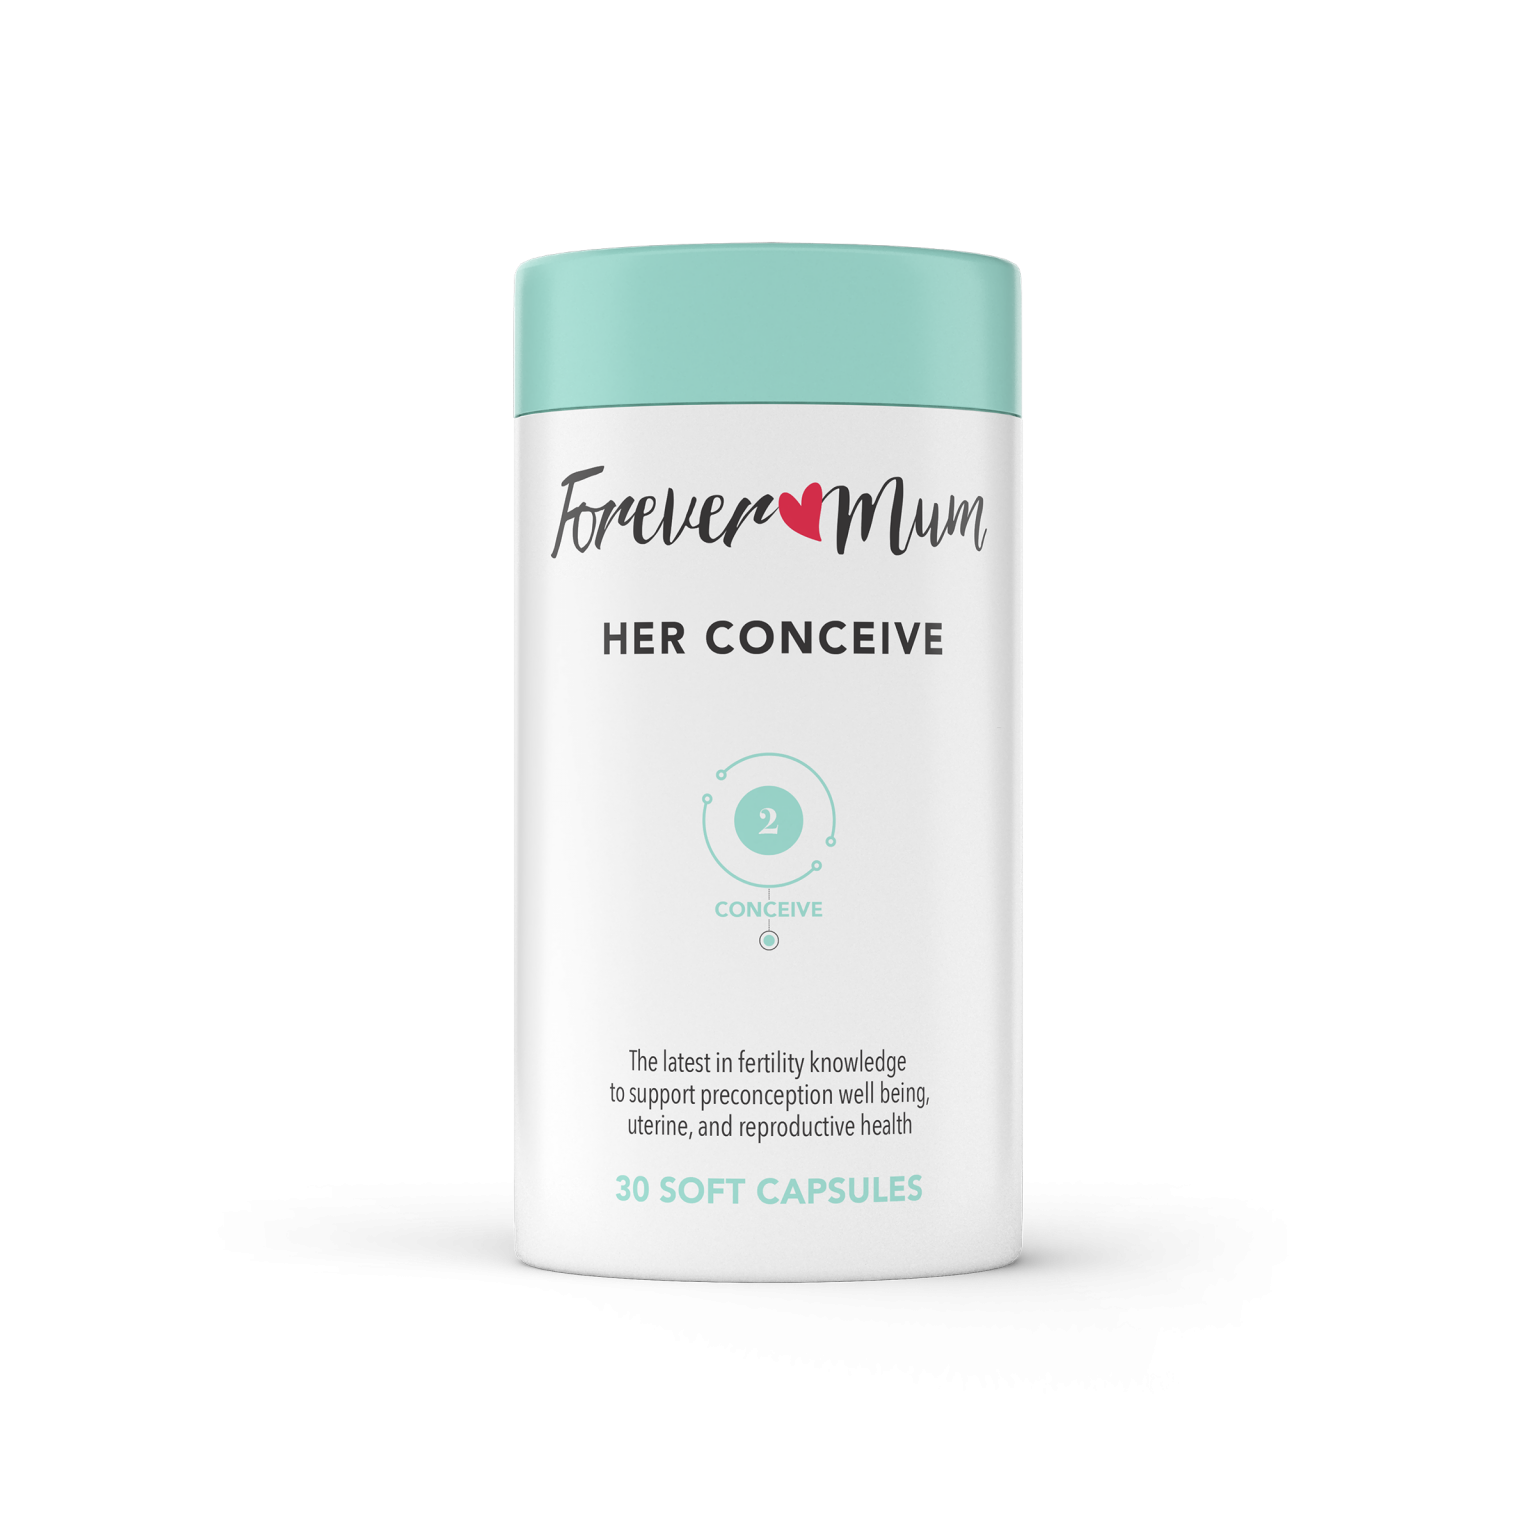 Forever Mum
HER CONCEIVE
2
CONCEIVE
The latest in fertility knowledge
to support preconception well being,
uterine, and reproductive health
30 SOFT CAPSULES